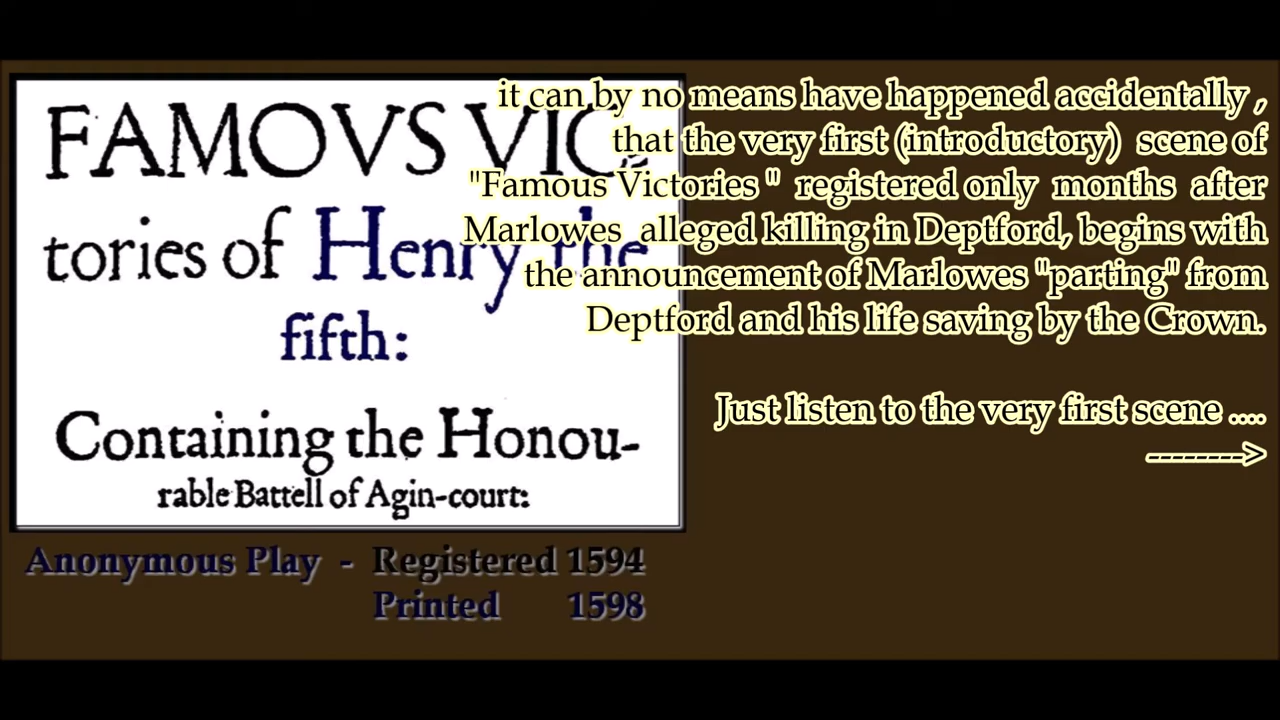 FAMOVS VIC-
tories of Henry the
fifth:
Containing the Honou-
rable Battell of Agin-court:
Anonymous Play - Registered 1594
Printed 1598
it can by no means have happened accidentally ,
that the very first (introductory) scene of
"Famous Victories " registered only months after
Marlowes alleged killing in Deptford, begins with
the announcement of Marlowes "parting" from
Deptford and his life saving by the Crown.
Just listen to the very first scene ....
--------->